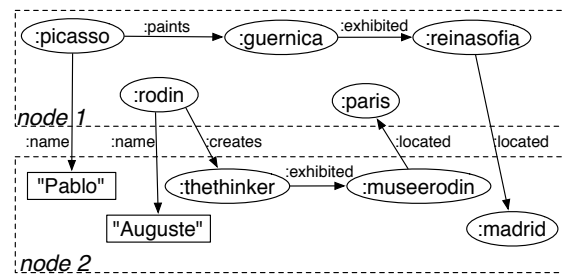 :picasso :paints :guernica :exhibited :reinasofia
:rodin :paris
node 1
:name :name :creates :located :located
:exhibited
"Pablo" :thethinker :museerodin
"Auguste" :madrid
node 2